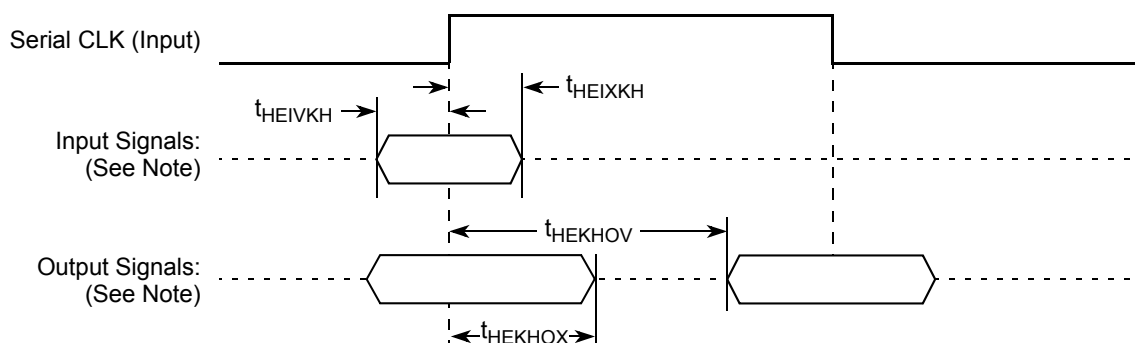 Serial CLK (Input)
tHEIXKH
tHEIVKH
Input Signals:
(See Note)
tHEKHOV
Output Signals:
(See Note)
tHEKHOX